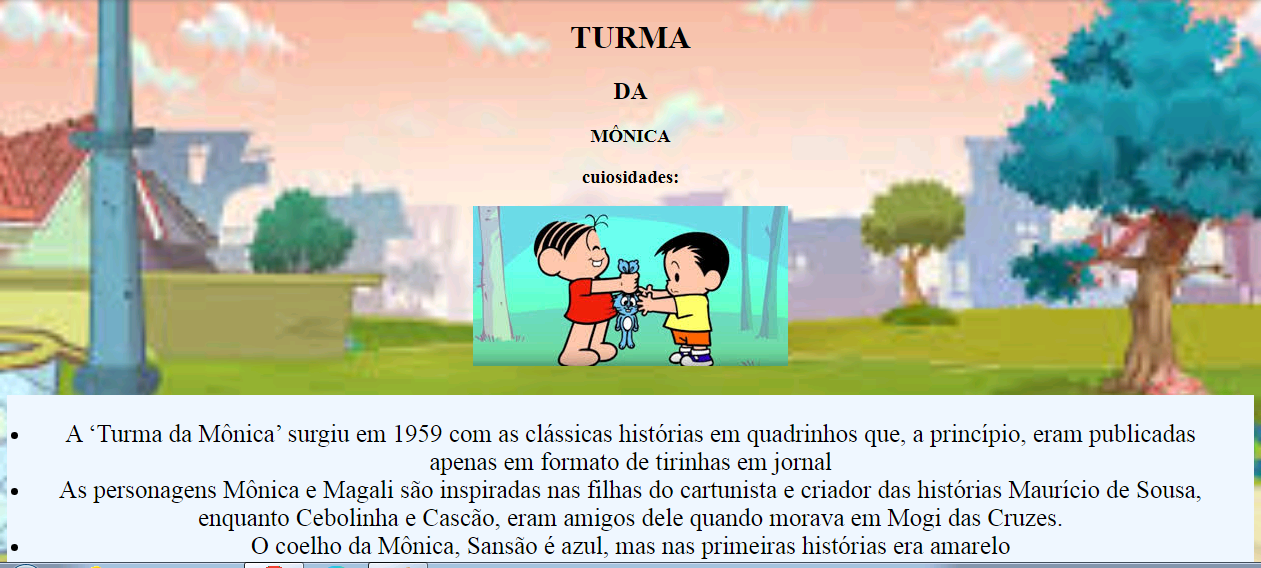 TURMA
DA
MÔNICA
cuiosidades:
A ‘Turma da Mônica’ surgiu em 1959 com as clássicas histórias em quadrinhos que, a princípio, eram publicadas
apenas em formato de tirinhas em jornal
As personagens Mônica e Magali são inspiradas nas filhas do cartunista e criador das histórias Maurício de Sousa,
enquanto Cebolinha e Cascão, eram amigos dele quando morava em Mogi das Cruzes.
O coelho da Mônica, Sansão é azul, mas nas primeiras histórias era amarelo